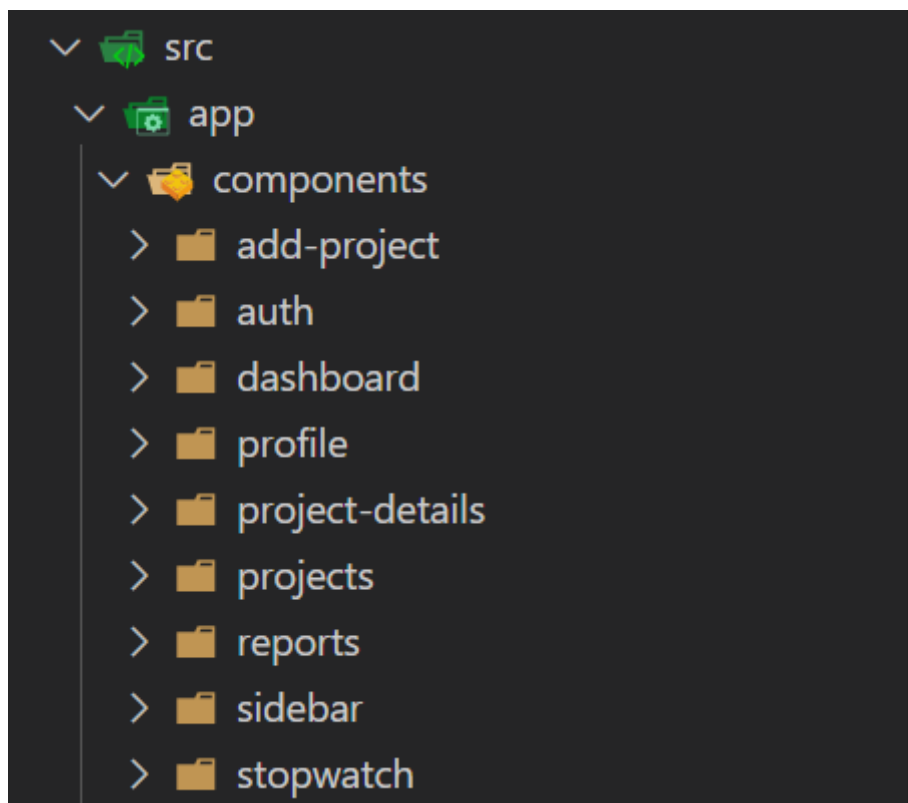 src
app
components
add-project
auth
dashboard
profile
project-details
projects
reports
sidebar
stopwatch